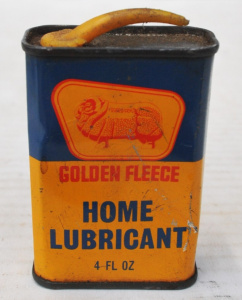 GOLDEN FLEECE
HOME
LUBRICANT
4 FL OZ